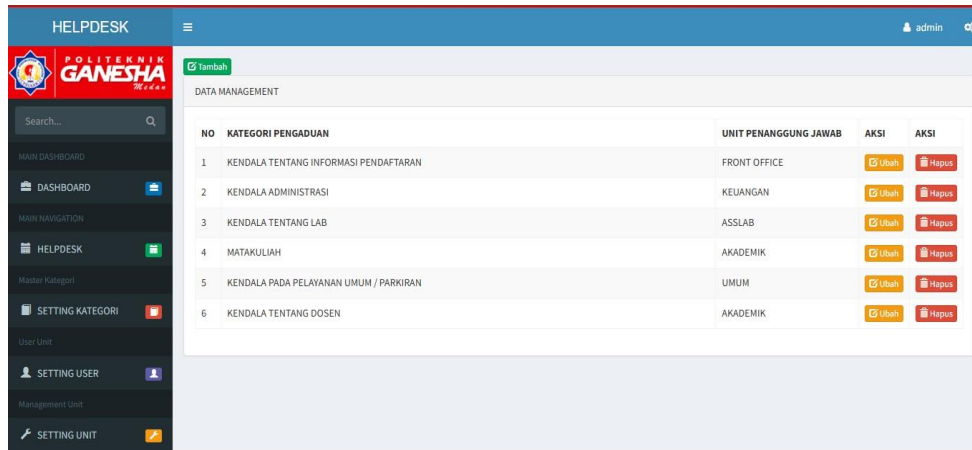 HELPDESK
admin
POLITEKNIK
GANESHA
Medan
Tambah
DATA MANAGEMENT
Search...
NO KATEGORI PENGADUAN UNIT PENANGGUNG JAWAB AKSI AKSI
1 KENDALA TENTANG INFORMASI PENDAFTARAN FRONT OFFICE Ubah Hapus
2 KENDALA ADMINISTRASI KEUANGAN Ubah Hapus
3 KENDALA TENTANG LAB ASSLAB Ubah Hapus
4 MATAKULIAH AKADEMIK Ubah Hapus
5 KENDALA PADA PELAYANAN UMUM / PARKIRAN UMUM Ubah Hapus
6 KENDALA TENTANG DOSEN AKADEMIK Ubah Hapus
MAIN DASHBOARD
DASHBOARD
MAIN NAVIGATION
HELPDESK
Master Kategori
SETTING KATEGORI
User Unit
SETTING USER
Management Unit
SETTING UNIT